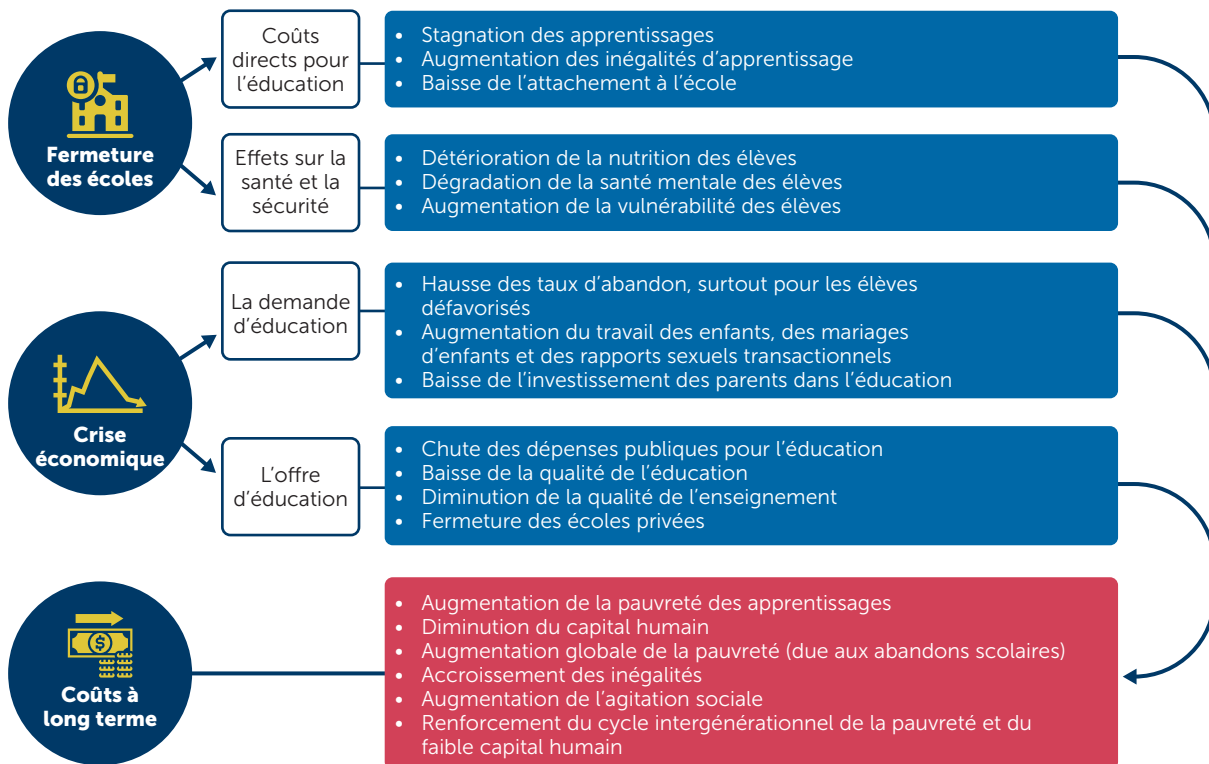 Fermeture
des écoles
Coûts
directs pour
l'éducation
• Stagnation des apprentissages
• Augmentation des inégalités d'apprentissage
• Baisse de l'attachement à l'école
Effets sur la
santé et la
sécurité
• Détérioration de la nutrition des élèves
• Dégradation de la santé mentale des élèves
• Augmentation de la vulnérabilité des élèves
Crise
économique
La demande
d'éducation
• Hausse des taux d'abandon, surtout pour les élèves
défavorisés
• Augmentation du travail des enfants, des mariages
d'enfants et des rapports sexuels transactionnels
• Baisse de l'investissement des parents dans l'éducation
L'offre
d'éducation
• Chute des dépenses publiques pour l'éducation
• Baisse de la qualité de l'éducation
• Diminution de la qualité de l'enseignement
• Fermeture des écoles privées
$
Coûts à
long terme
• Augmentation de la pauvreté des apprentissages
• Diminution du capital humain
• Augmentation globale de la pauvreté (due aux abandons scolaires)
• Accroissement des inégalités
• Augmentation de l'agitation sociale
• Renforcement du cycle intergénérationnel de la pauvreté et du
faible capital humain